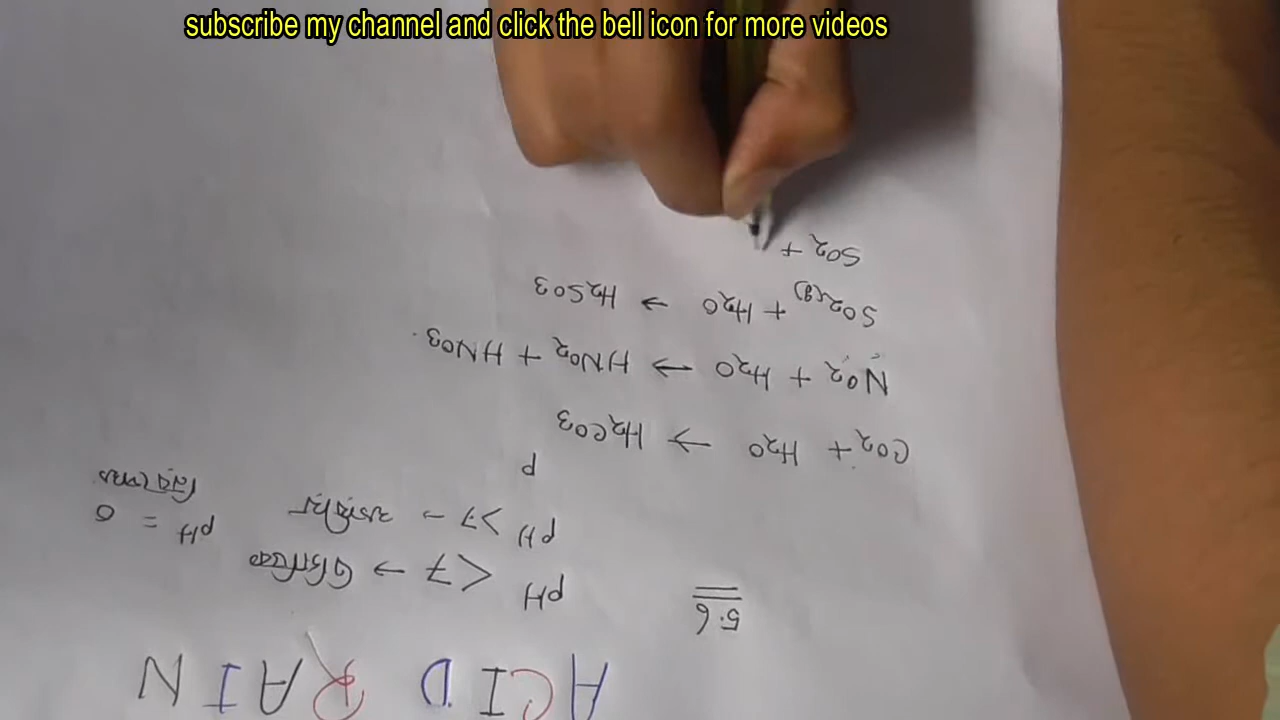 subscribe my channel and click the bell icon for more videos
ACID RAIN
5.6
pH < 7 →
pH > 7 -
pH = 0
p
CO2 + H2O → H2CO3
NO2 + H2O → HNO2 + HNO3.
SO2(g) + H2O → H2SO3
SO2 +